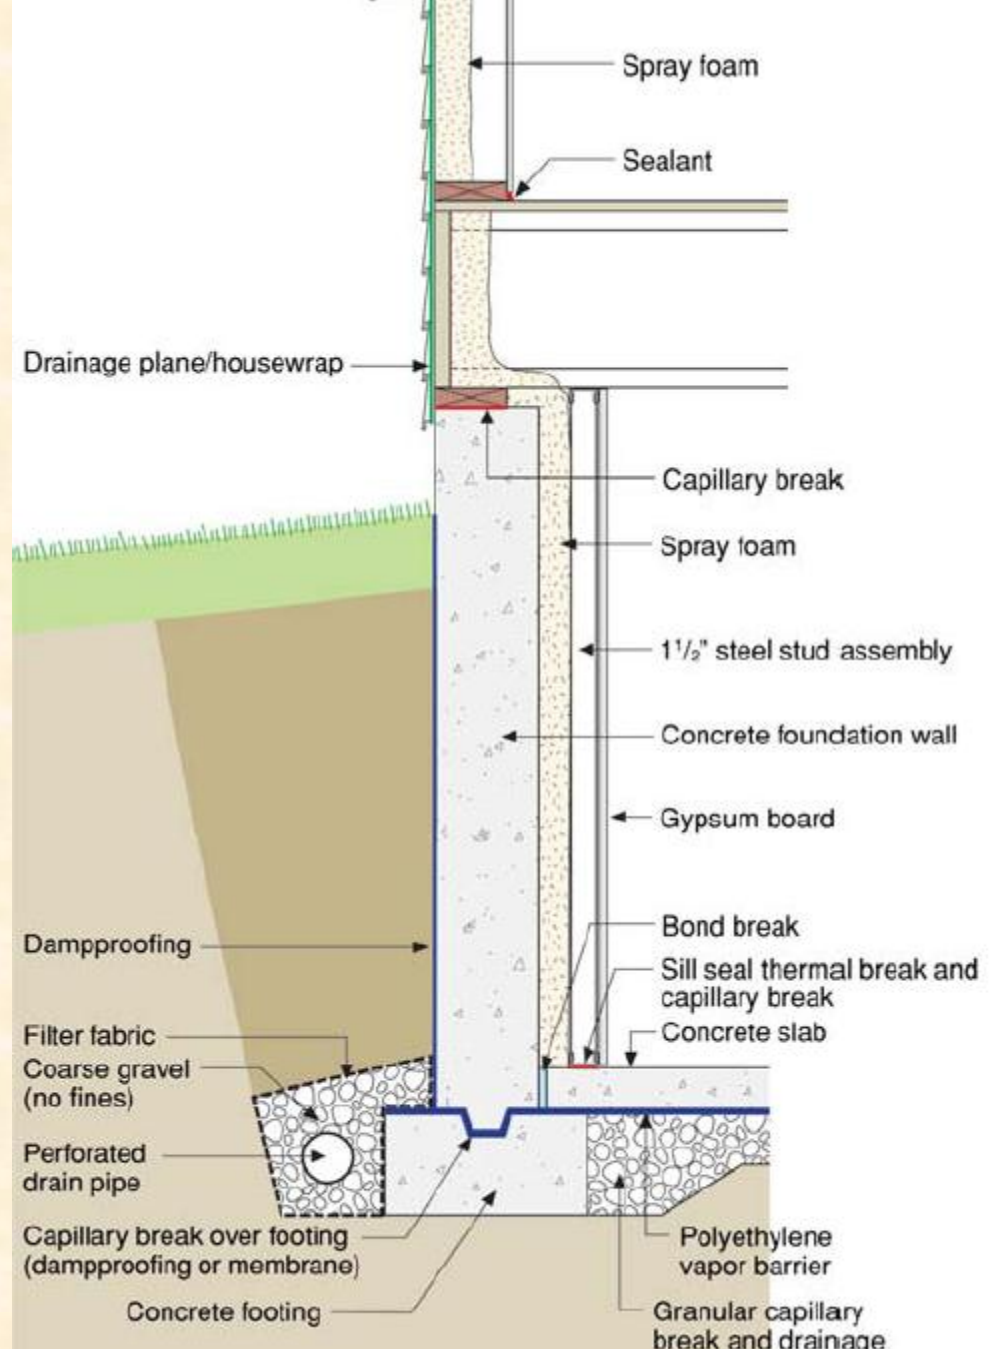 Spray foam
Sealant
Drainage plane/housewrap
Capillary break
Spray foam
1 1/2" steel stud assembly
Concrete foundation wall
Gypsum board
Dampproofing
Bond break
Sill seal thermal break and
capillary break
Filter fabric
Concrete slab
Coarse gravel
(no fines)
Perforated
drain pipe
Capillary break over footing
(dampproofing or membrane)
Polyethylene
vapor barrier
Concrete footing
Granular capillary
break and drainage